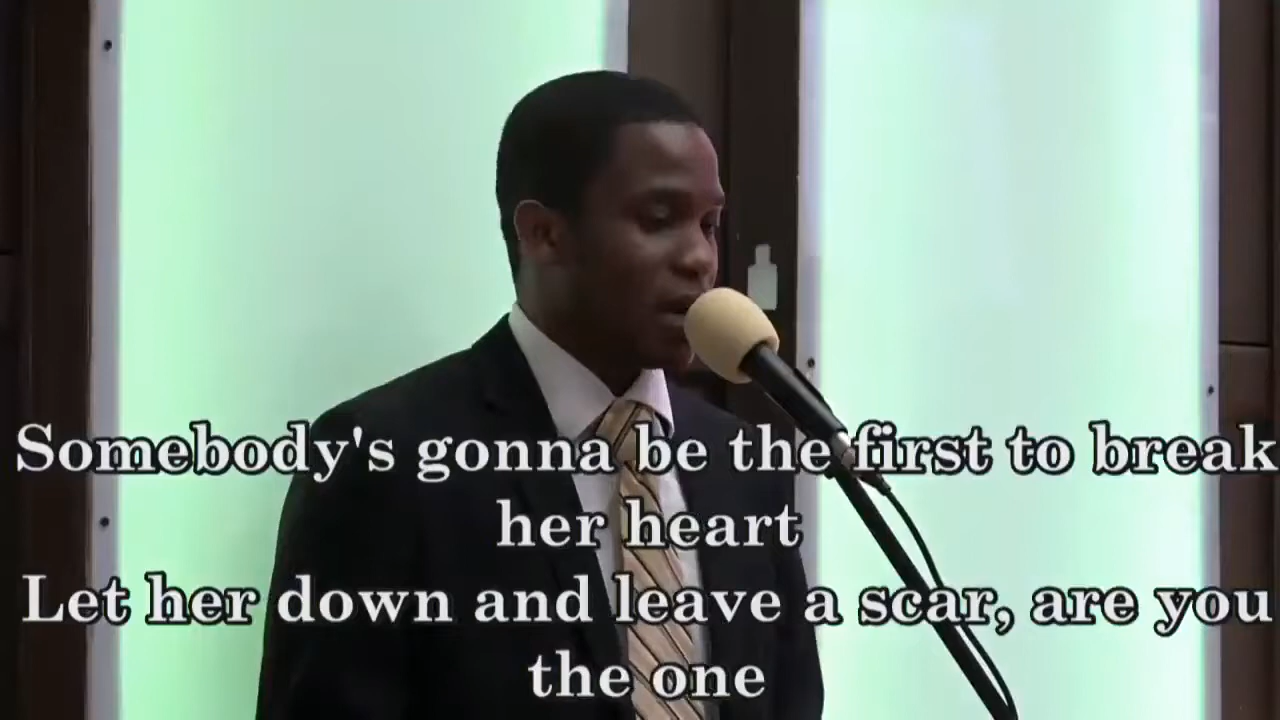 Somebody's gonna be the first to break
her heart
Let her down and leave a scar, are you
the one